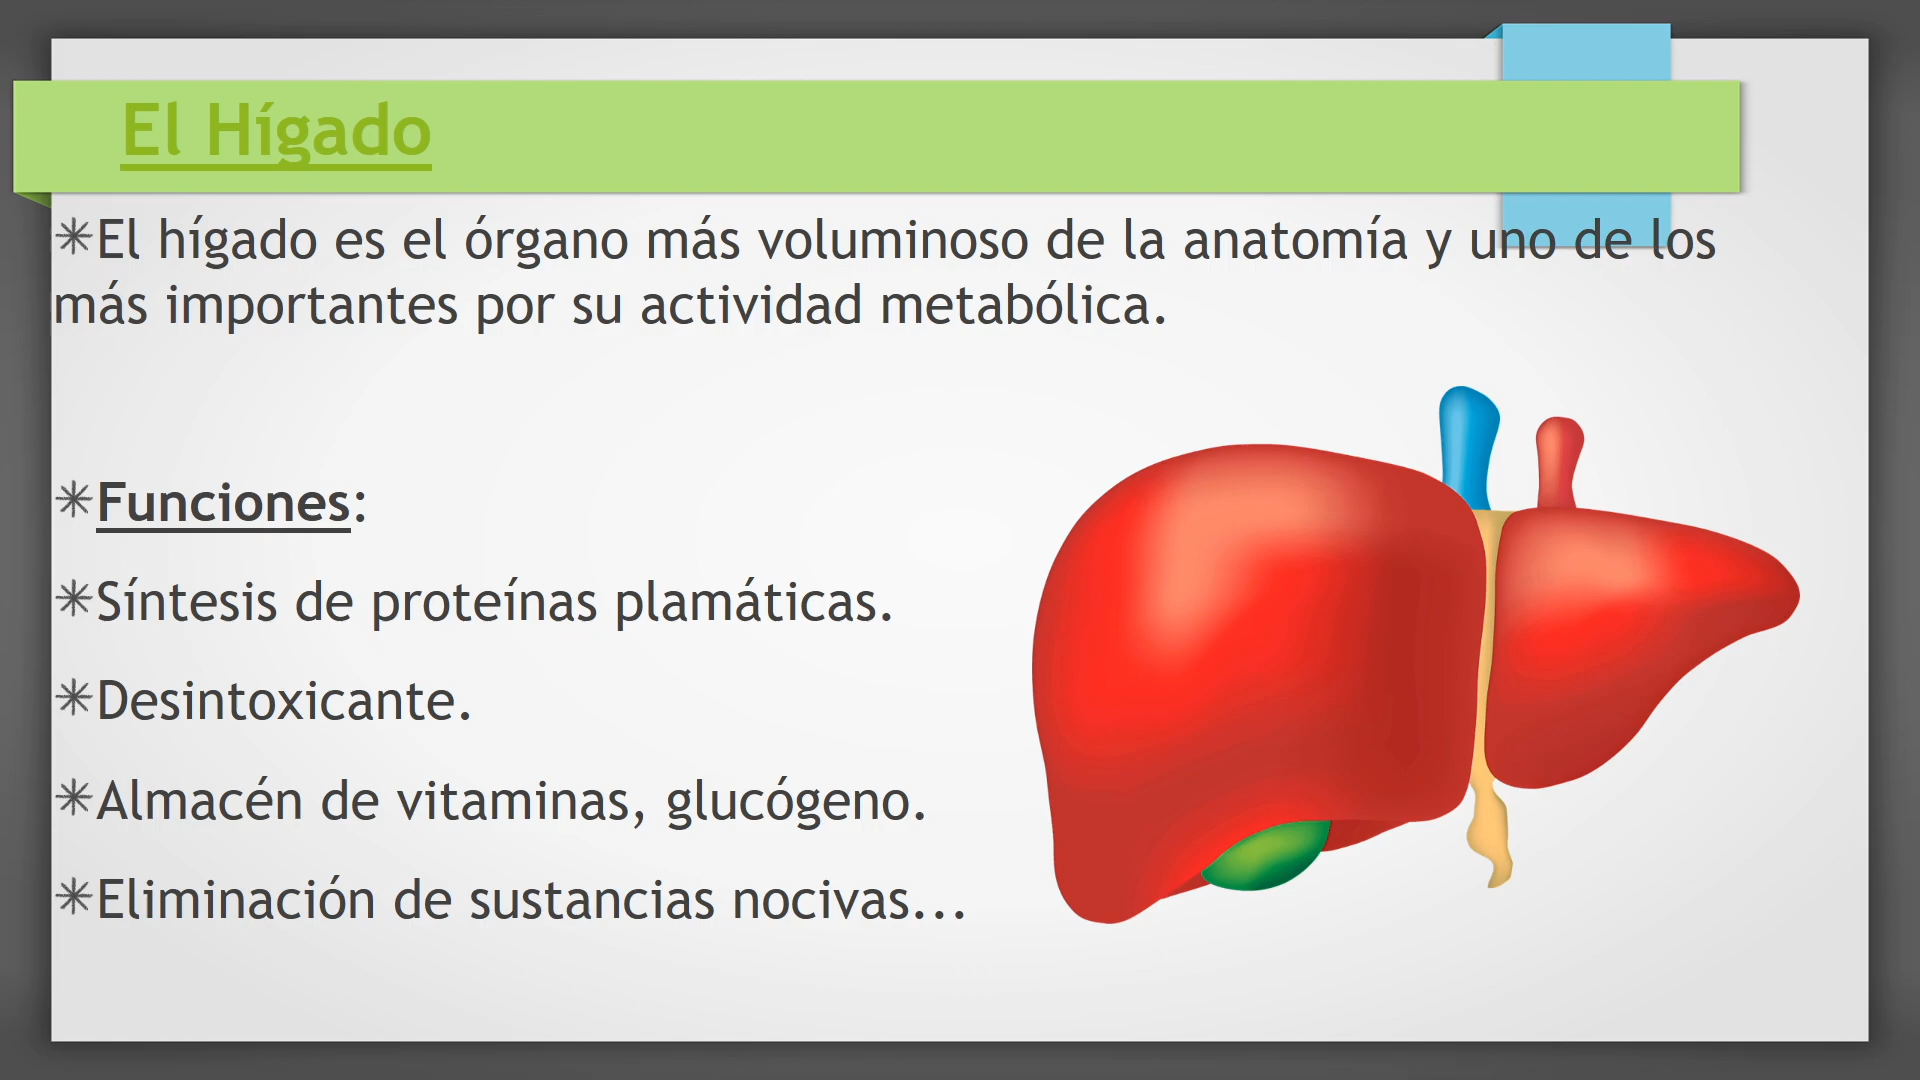 El Hígado
✴El hígado es el órgano más voluminoso de la anatomía y uno de los
más importantes por su actividad metabólica.
✴Funciones:
✴Síntesis de proteínas plamáticas.
✴Desintoxicante.
✴Almacén de vitaminas, glucógeno.
✴Eliminación de sustancias nocivas...